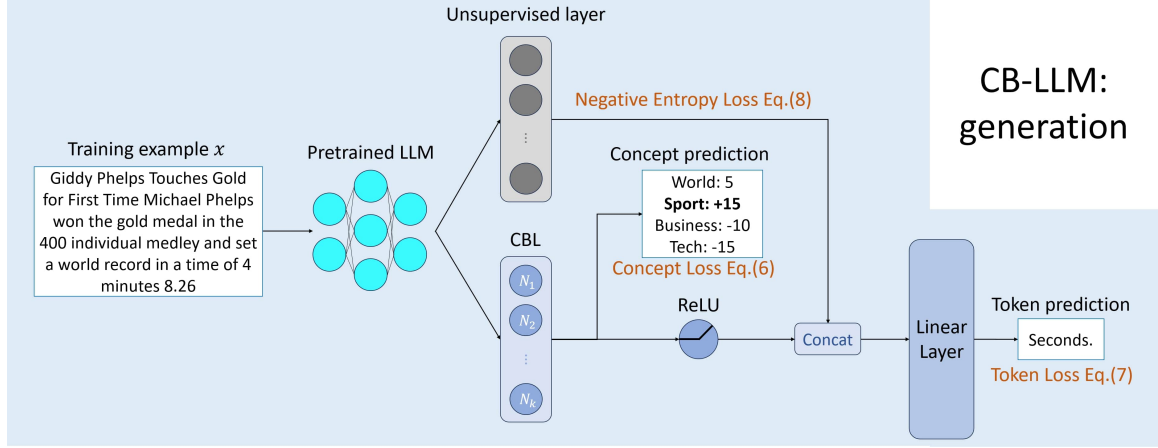 Unsupervised layer
CB-LLM:
generation
Negative Entropy Loss Eq.(8)
⋮
Training example x
Giddy Phelps Touches Gold
for First Time Michael Phelps
won the gold medal in the
400 individual medley and set
a world record in a time of 4
minutes 8.26
Pretrained LLM
Concept prediction
World: 5
Sport: +15
Business: -10
Tech: -15
Concept Loss Eq.(6)
CBL
N₁
N₂
⋮
Nₖ
ReLU
Concat
Linear
Layer
Token prediction
Seconds.
Token Loss Eq.(7)